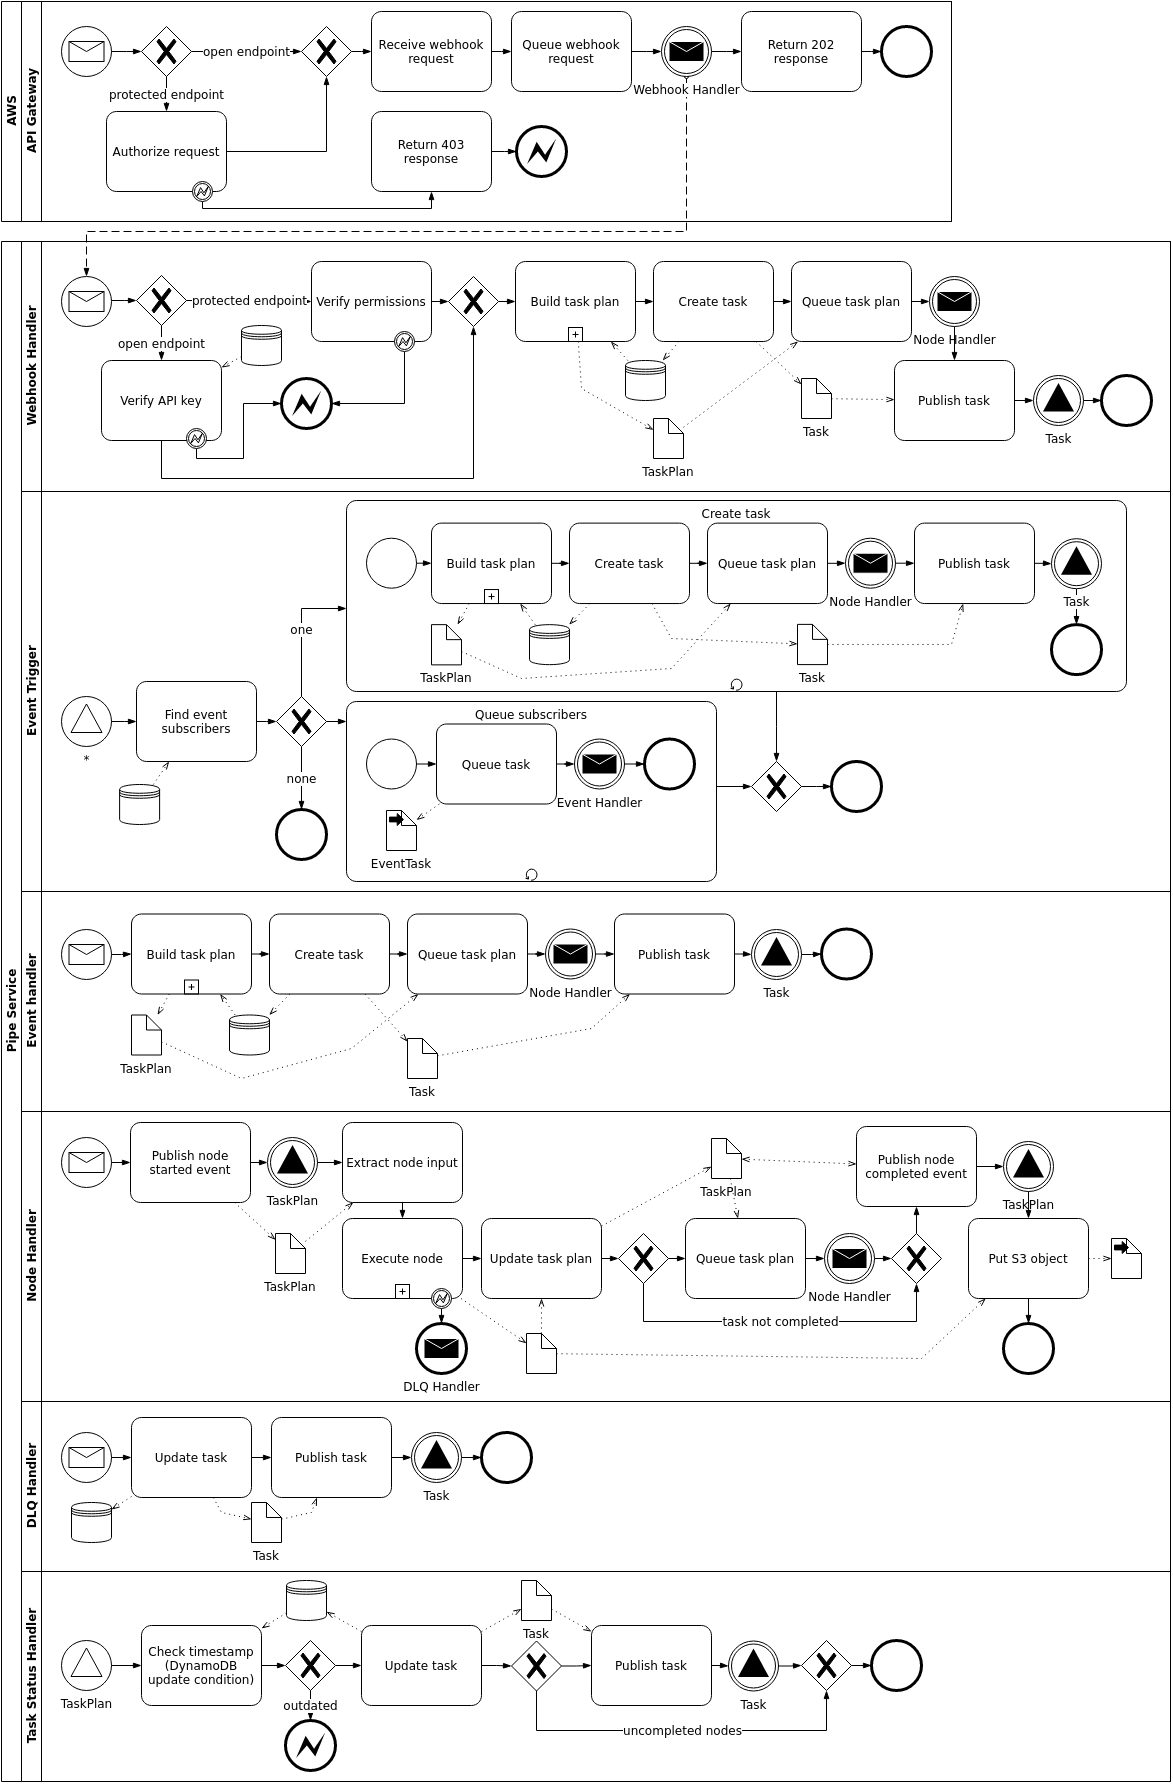 AWS
API Gateway
open endpoint
protected endpoint
Authorize request
Receive webhook
request
Queue webhook
request
Webhook Handler
Return 202
response
Return 403
response
Pipe Service
Webhook Handler
protected endpoint
open endpoint
Verify API key
Verify permissions
Build task plan
Create task
Queue task plan
Node Handler
Publish task
Task
Task
TaskPlan
Event Trigger
*
Find event
subscribers
one
none
Create task
Build task plan
Create task
Queue task plan
Node Handler
Publish task
Task
TaskPlan
Task
Queue subscribers
Queue task
Event Handler
EventTask
Event handler
Build task plan
Create task
Queue task plan
Node Handler
Publish task
Task
TaskPlan
Task
Node Handler
Publish node
started event
TaskPlan
Extract node input
TaskPlan
Execute node
DLQ Handler
Update task plan
TaskPlan
Queue task plan
Node Handler
task not completed
Publish node
completed event
TaskPlan
Put S3 object
DLQ Handler
Update task
Publish task
Task
Task
Task Status Handler
TaskPlan
Check timestamp
(DynamoDB
update condition)
outdated
Update task
Task
Publish task
Task
uncompleted nodes